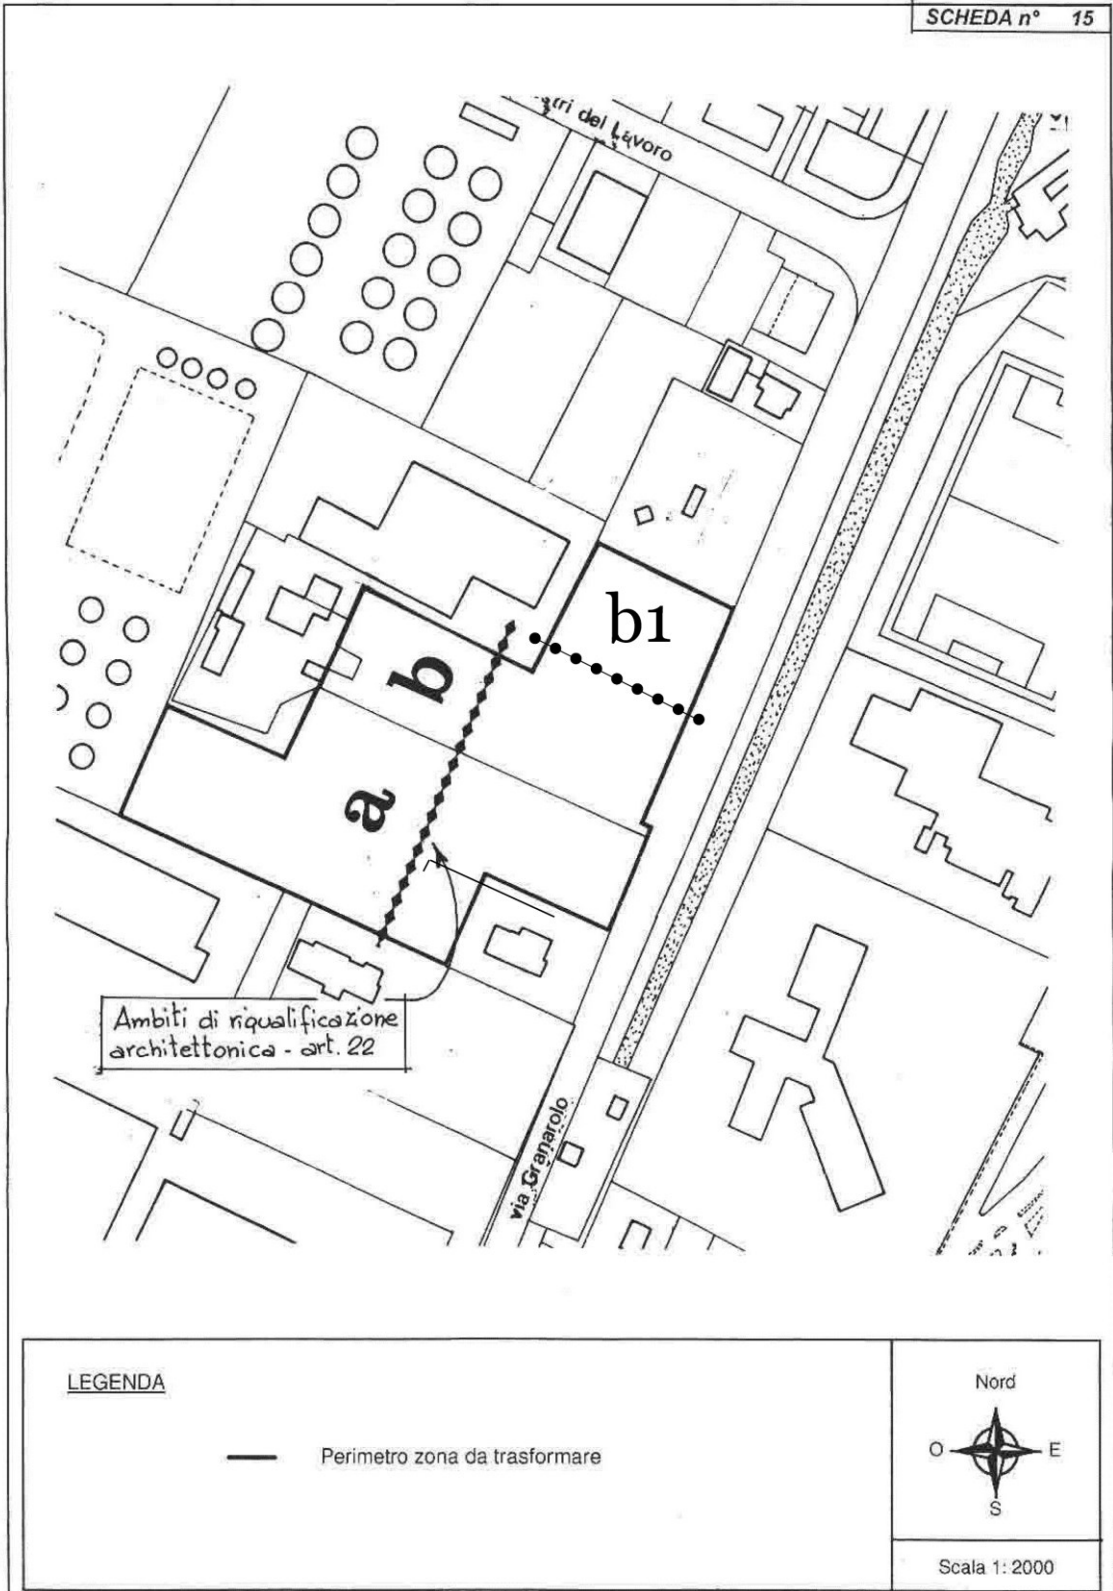 SCHEDA n° 15
tri del Lavoro
b1
b
a
Ambiti di riqualificazione
architettonica - art. 22
via Granarolo
LEGENDA
Perimetro zona da trasformare
Nord
O E
S
Scala 1: 2000